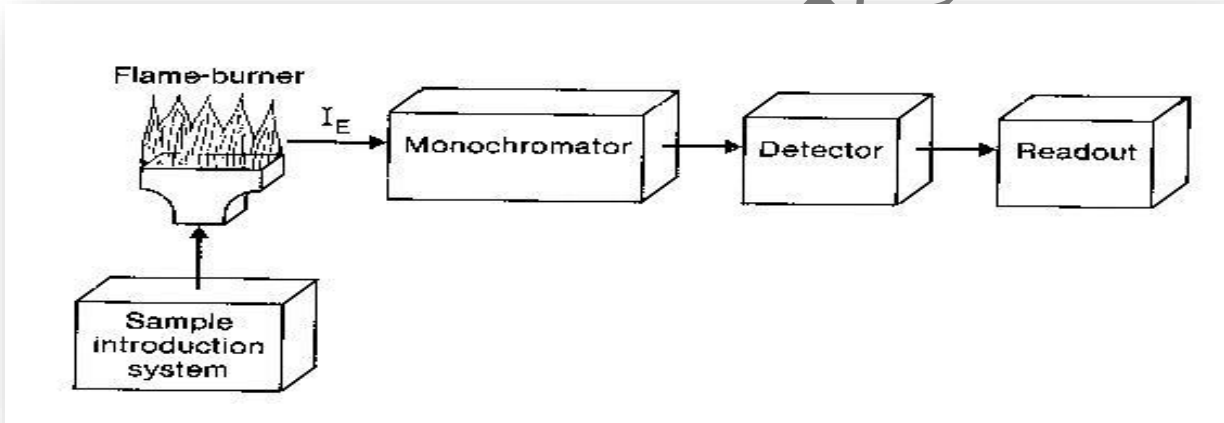 Flame-burner
I_E
Monochromator
Detector
Readout
Sample
introduction
system